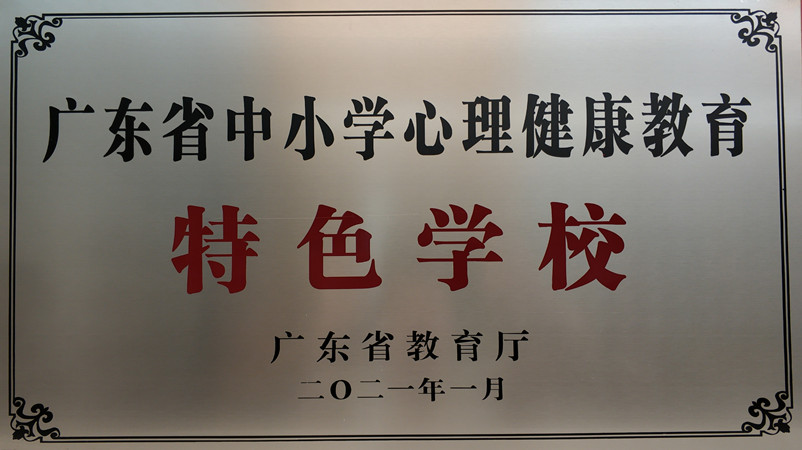 广东省中小学心理健康教育
特色学校
广东省教育厅
二〇二一年一月